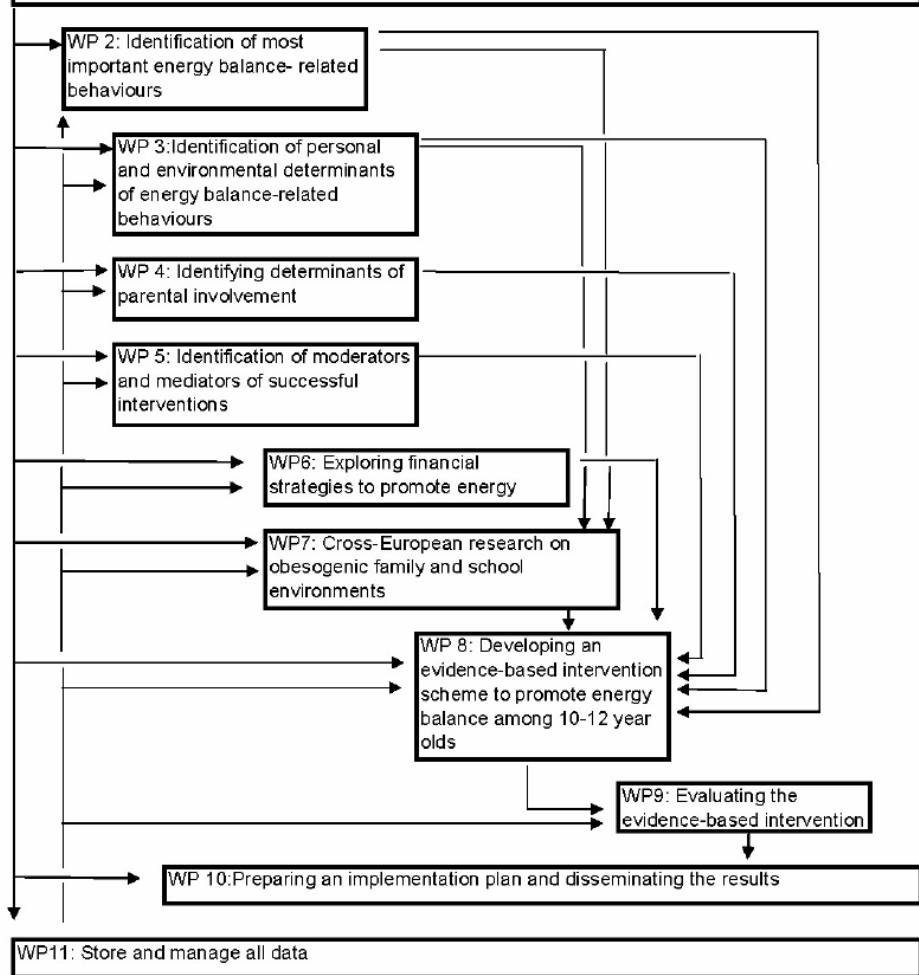 WP 2: Identification of most
important energy balance- related
behaviours
WP 3:Identification of personal
and environmental determinants
of energy balance-related
behaviours
WP 4: Identifying determinants of
parental involvement
WP 5: Identification of moderators
and mediators of successful
interventions
WP6: Exploring financial
strategies to promote energy
WP7: Cross-European research on
obesogenic family and school
environments
WP 8: Developing an
evidence-based intervention
scheme to promote energy
balance among 10-12 year
olds
WP9: Evaluating the
evidence-based intervention
WP 10:Preparing an implementation plan and disseminating the results
WP11: Store and manage all data